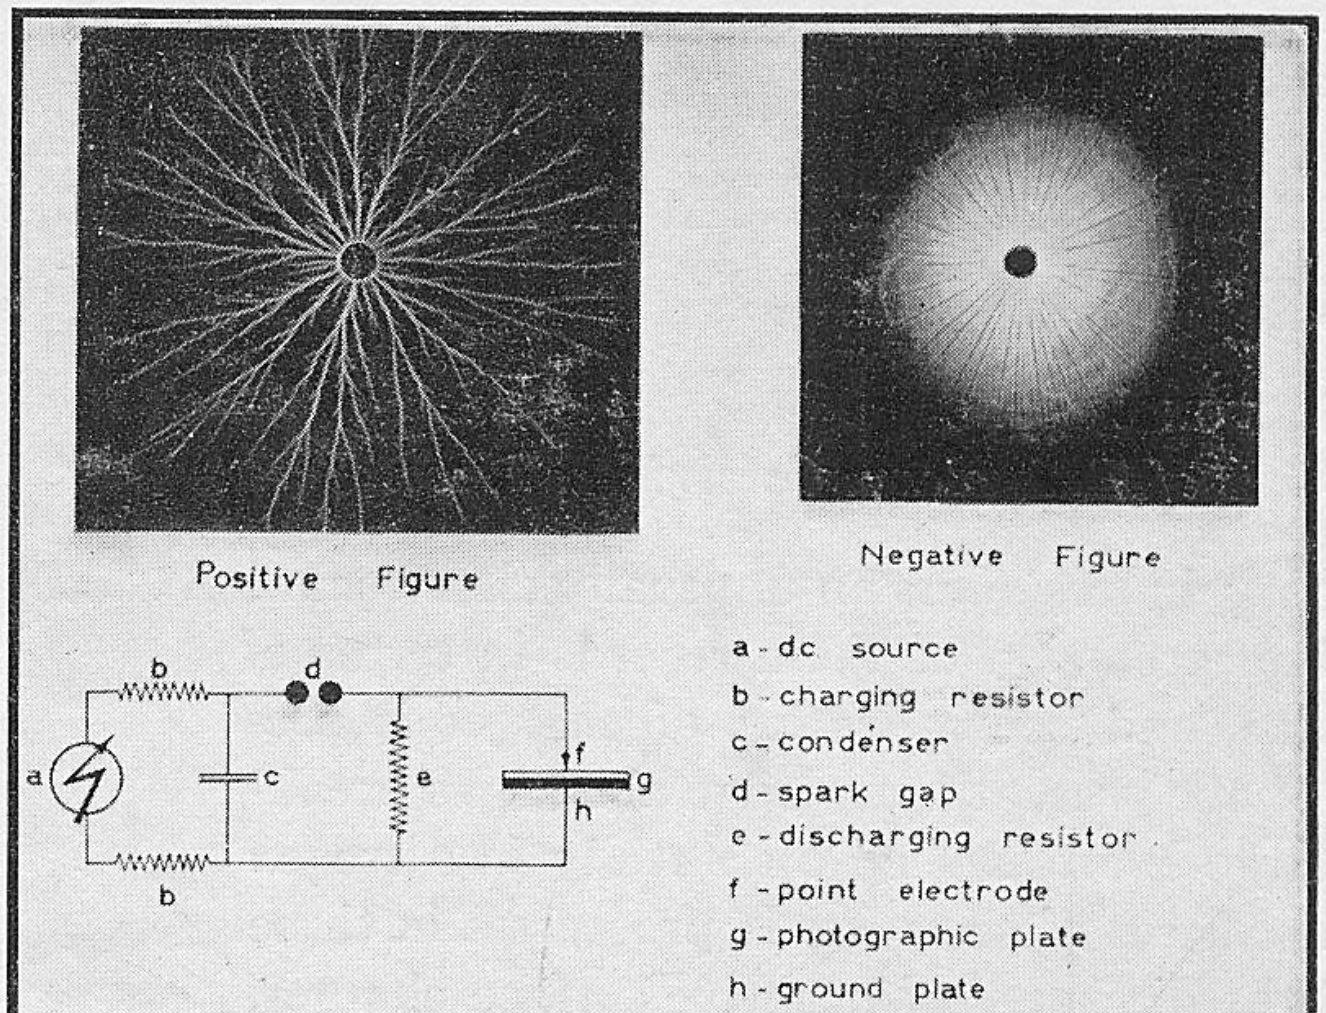 Positive Figure
Negative Figure
b
d
a
c
e
f
g
h
b
a - dc source
b - charging resistor
c - condenser
d - spark gap
e - discharging resistor
f - point electrode
g - photographic plate
h - ground plate